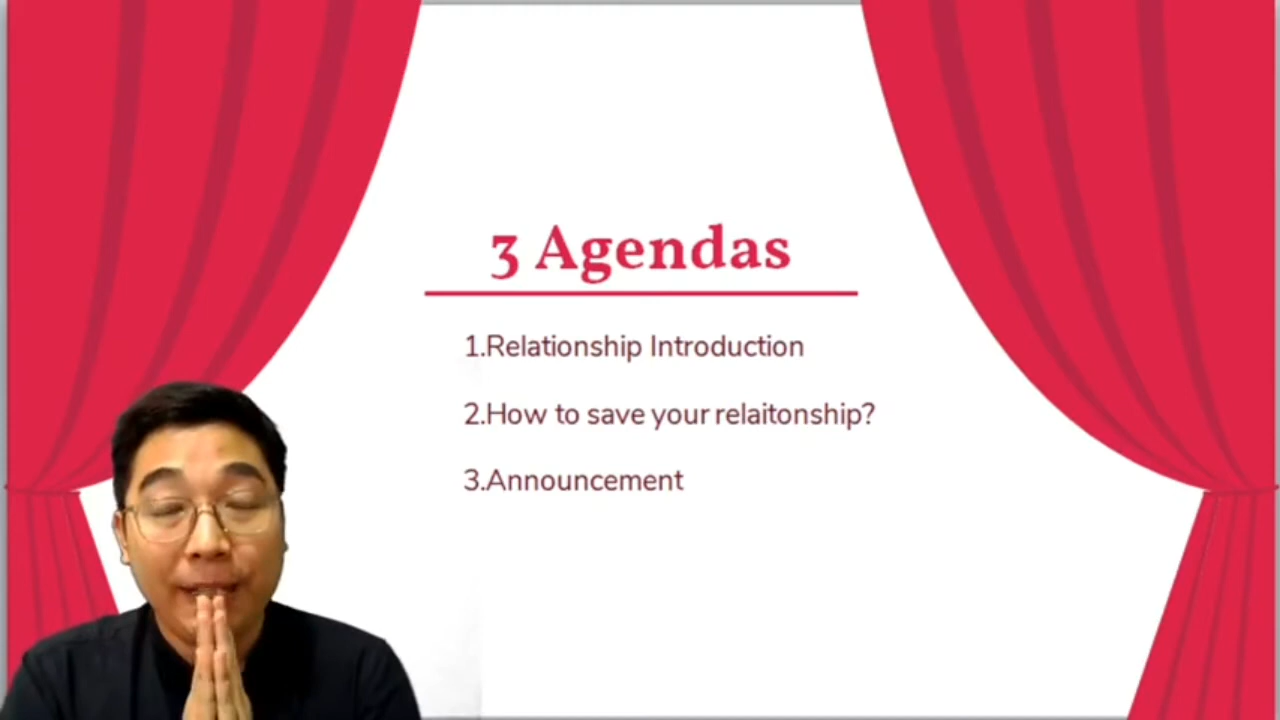 3 Agendas
1.Relationship Introduction
2.How to save your relaitonship?
3.Announcement